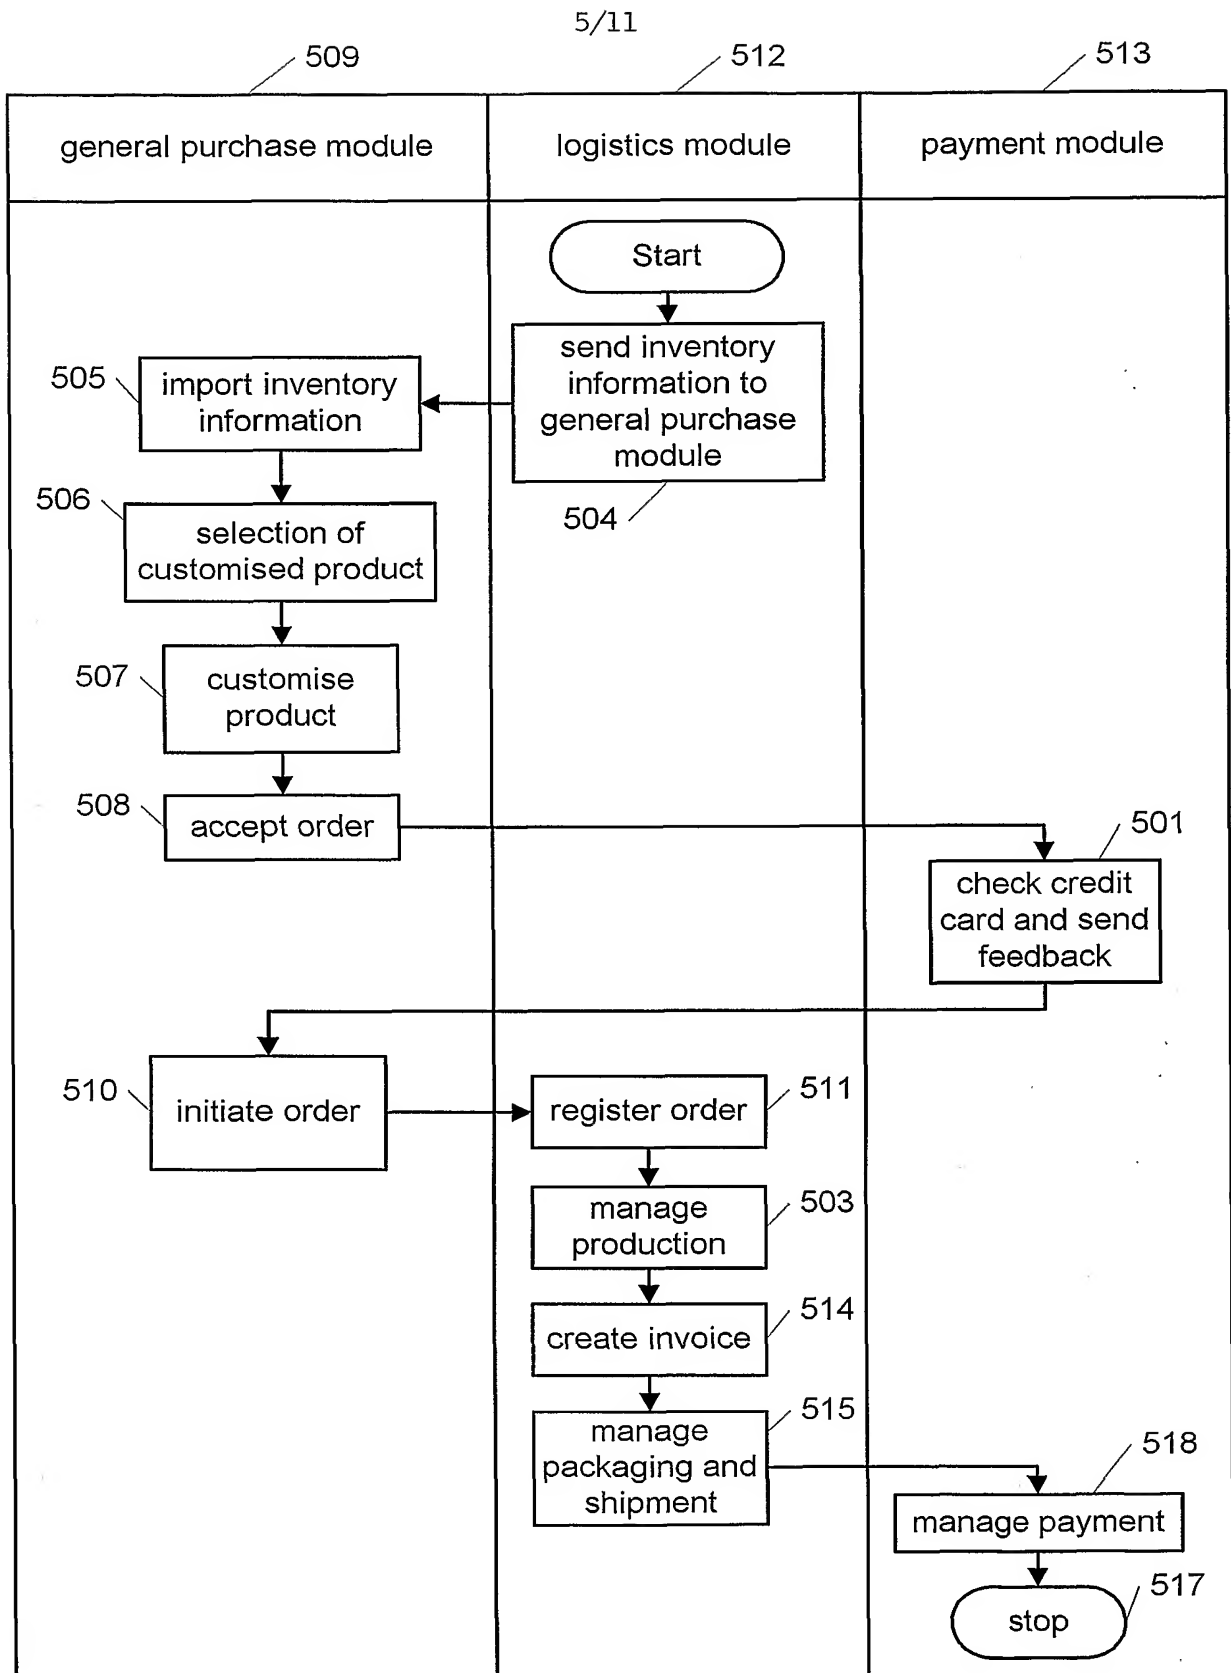 5/11
509
512
513
general purchase module
logistics module
payment module
Start
send inventory
information to
general purchase
module
504
505
import inventory
information
506
selection of
customised product
507
customise
product
508
accept order
501
check credit
card and send
feedback
510
initiate order
511
register order
503
manage
production
514
create invoice
515
manage
packaging and
shipment
518
manage payment
517
stop